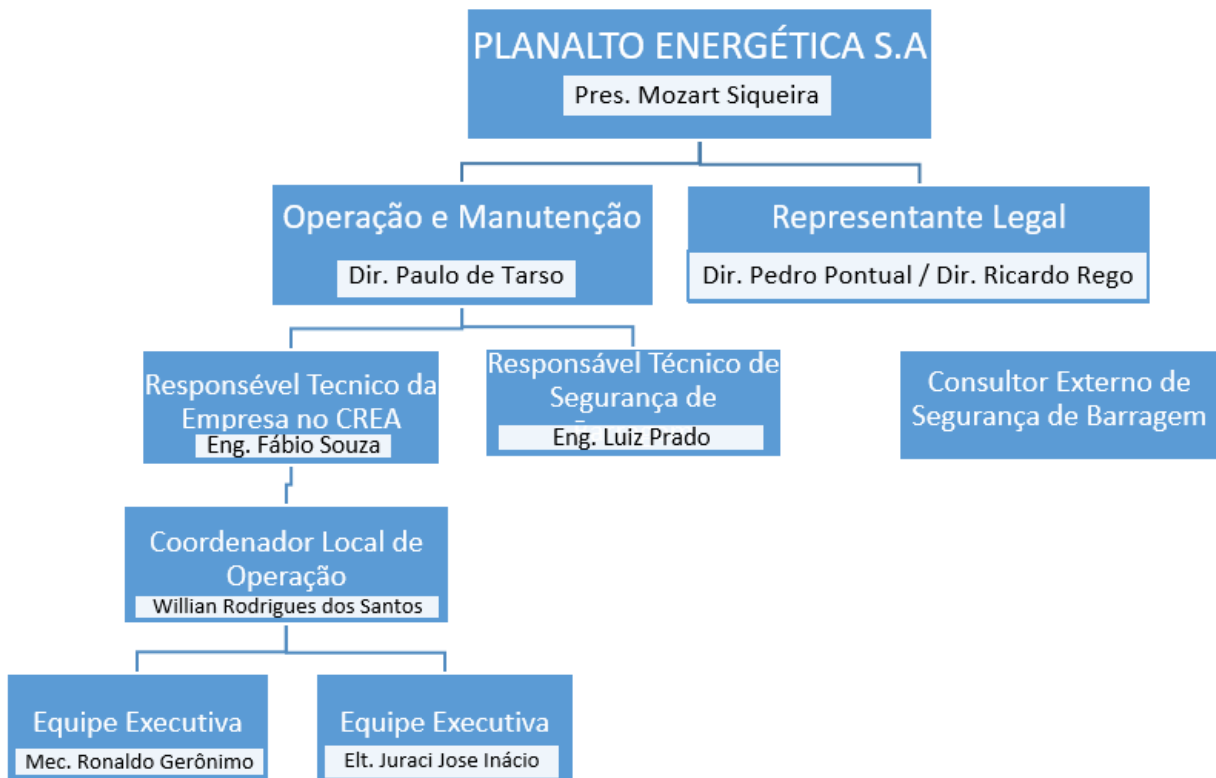 PLANALTO ENERGÉTICA S.A
Pres. Mozart Siqueira
Operação e Manutenção
Dir. Paulo de Tarso
Representante Legal
Dir. Pedro Pontual / Dir. Ricardo Rego
Responsével Tecnico da
Empresa no CREA
Eng. Fábio Souza
Responsável Técnico de
Segurança de
Eng. Luiz Prado
Consultor Externo de
Segurança de Barragem
Coordenador Local de
Operação
Willian Rodrigues dos Santos
Equipe Executiva
Mec. Ronaldo Gerônimo
Equipe Executiva
Elt. Juraci Jose Inácio